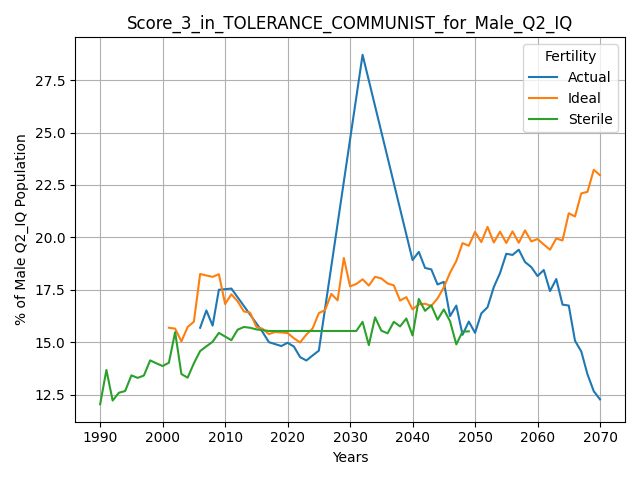 Score_3_in_TOLERANCE_COMMUNIST_for_Male_Q2_IQ
Fertility
Actual
Ideal
Sterile
% of Male Q2_IQ Population
27.5
25.0
22.5
20.0
17.5
15.0
12.5
1990 2000 2010 2020 2030 2040 2050 2060 2070
Years